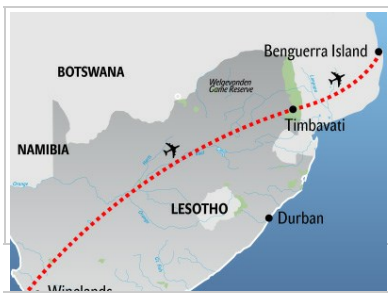 Benguerra Island
BOTSWANA
Welgevonden
Game Reserve
Timbavati
NAMIBIA
LESOTHO
Durban
Winelands